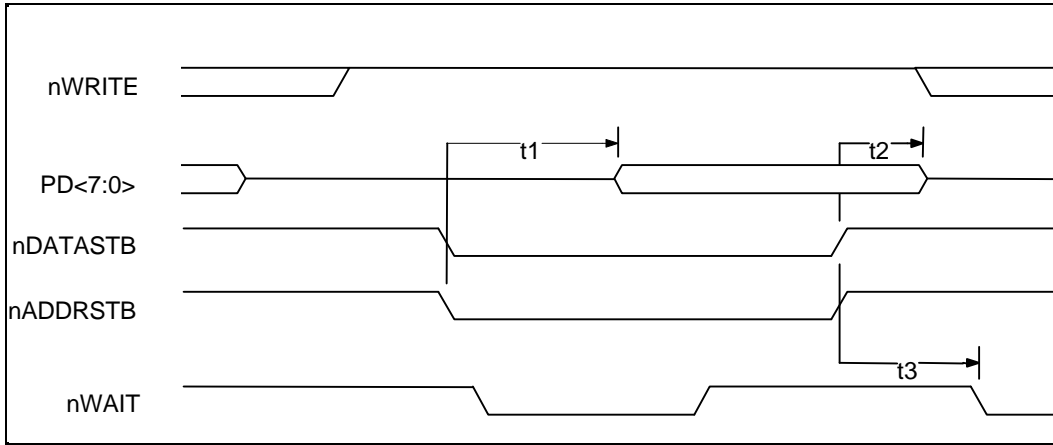 nWRITE
t1
t2
PD<7:0>
nDATASTB
nADDRSTB
t3
nWAIT